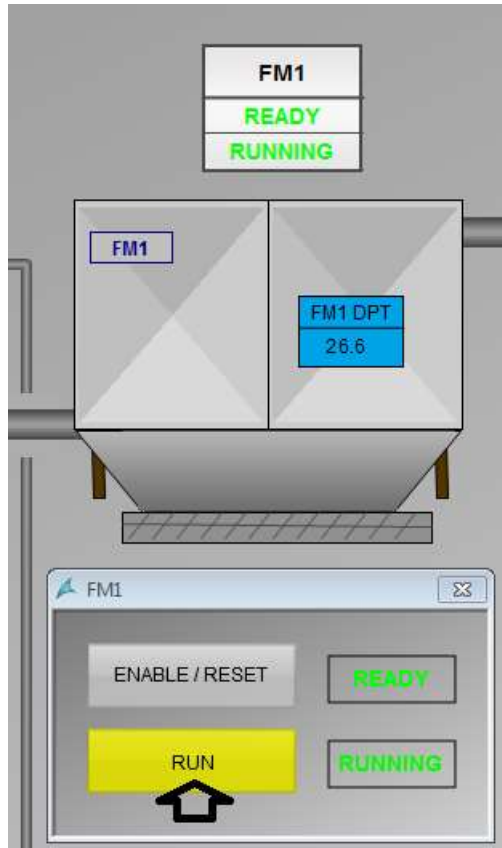 FM1
READY
RUNNING
FM1
FM1 DPT
26.6
FM1
ENABLE / RESET
READY
RUN
RUNNING